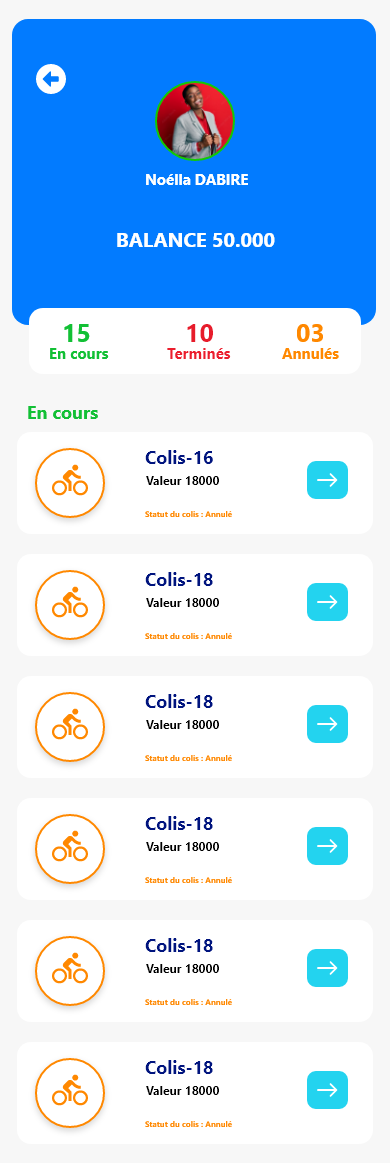 Noélia DABIRE
BALANCE 50.000
15
En cours
10
Terminés
03
Annulés
En cours
Colis-16
Valeur 18000
Statut du colis : Annulé
Colis-18
Valeur 18000
Statut du colis : Annulé
Colis-18
Valeur 18000
Statut du colis : Annulé
Colis-18
Valeur 18000
Statut du colis : Annulé
Colis-18
Valeur 18000
Statut du colis : Annulé
Colis-18
Valeur 18000
Statut du colis : Annulé